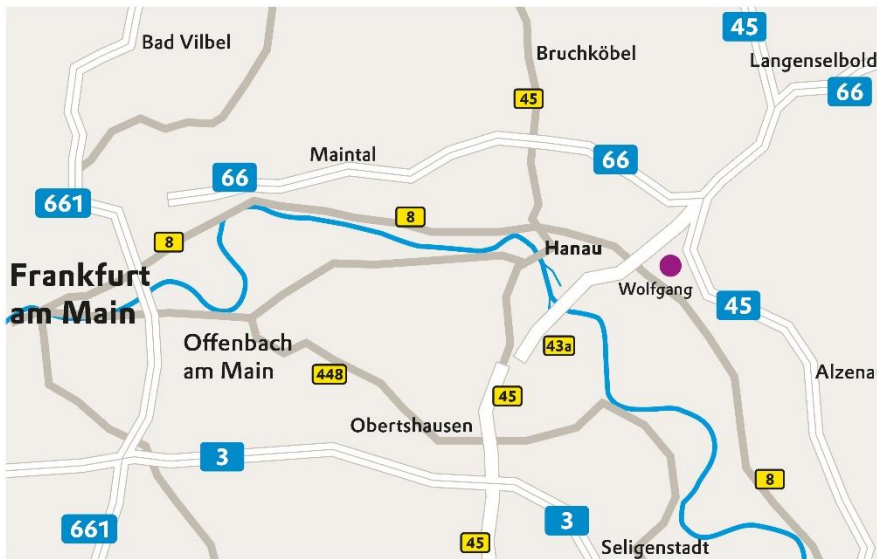 45
Bad Vilbel
Bruchköbel
Langenselbold
66
45
Maintal
66
66
661
8
8
Hanau
Frankfurt
am Main
Wolfgang
45
Offenbach
am Main
43a
448
Alzenau
45
Obertshausen
3
8
661
3
45
Seligenstadt